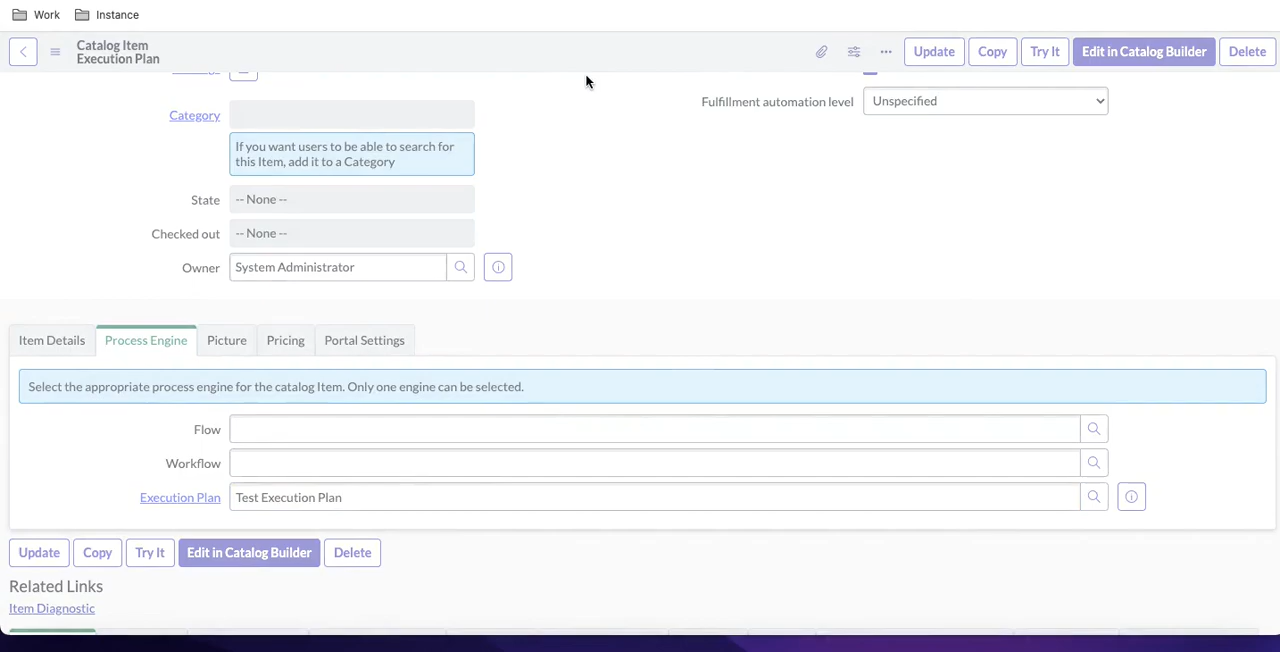 Work Instance
Catalog Item
Execution Plan
Update Copy Try It Edit in Catalog Builder Delete
Fulfillment automation level Unspecified
Category
If you want users to be able to search for
this Item, add it to a Category
State -- None --
Checked out -- None --
Owner System Administrator
Item Details Process Engine Picture Pricing Portal Settings
Select the appropriate process engine for the catalog Item. Only one engine can be selected.
Flow
Workflow
Execution Plan Test Execution Plan
Update Copy Try It Edit in Catalog Builder Delete
Related Links
Item Diagnostic